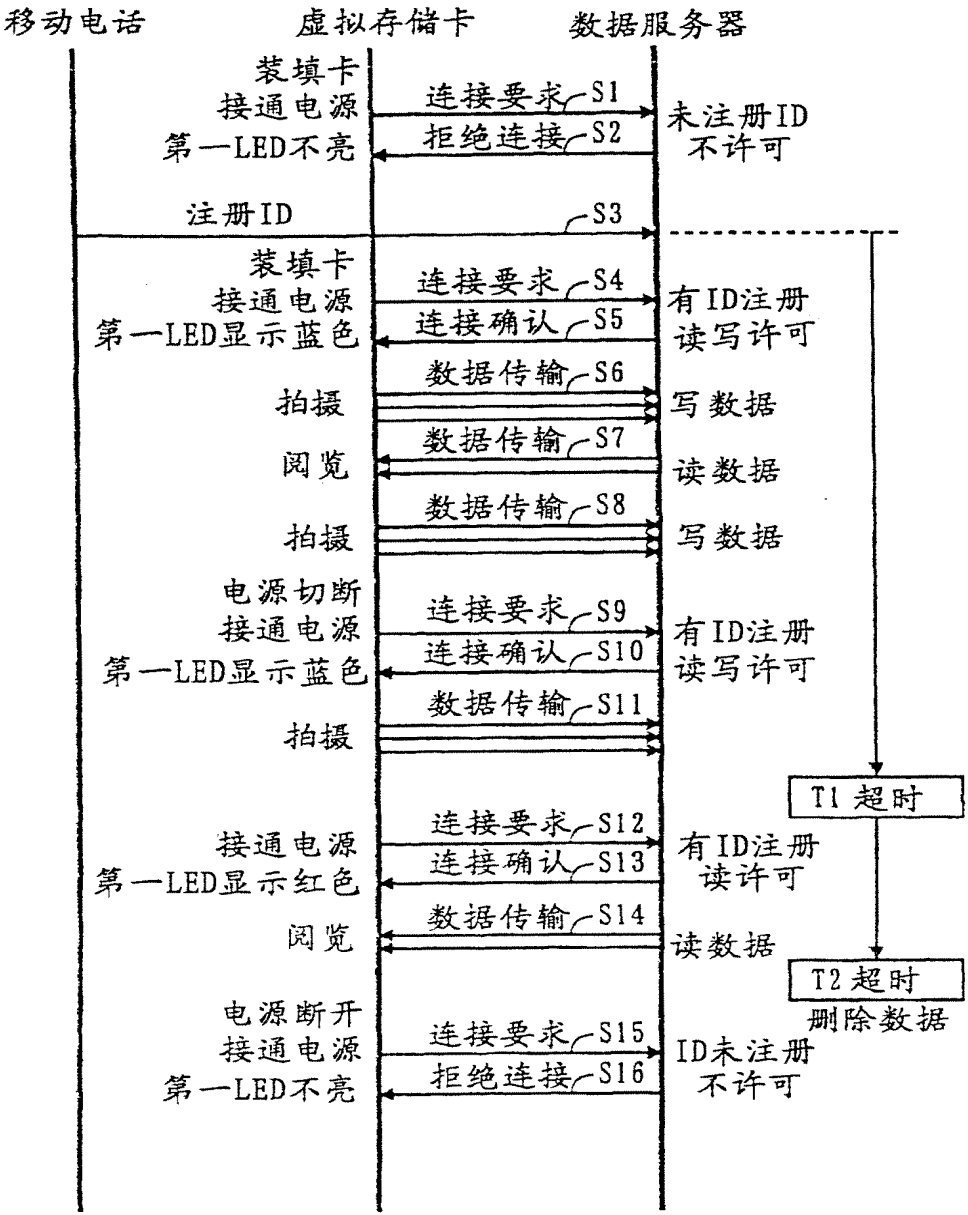 移动电话
虚拟存储卡
数据服务器
装填卡
接通电源
第一LED不亮
连接要求 S1
拒绝连接 S2
未注册ID
不许可
注册ID
S3
装填卡
接通电源
第一LED显示蓝色
连接要求 S4
连接确认 S5
有ID注册
读写许可
拍摄
数据传输 S6
写数据
阅览
数据传输 S7
读数据
拍摄
数据传输 S8
写数据
电源切断
接通电源
第一LED显示蓝色
连接要求 S9
连接确认 S10
有ID注册
读写许可
拍摄
数据传输 S11
T1超时
接通电源
第一LED显示红色
连接要求 S12
连接确认 S13
有ID注册
读许可
阅览
数据传输 S14
读数据
T2超时
删除数据
电源断开
接通电源
第一LED不亮
连接要求 S15
拒绝连接 S16
ID未注册
不许可